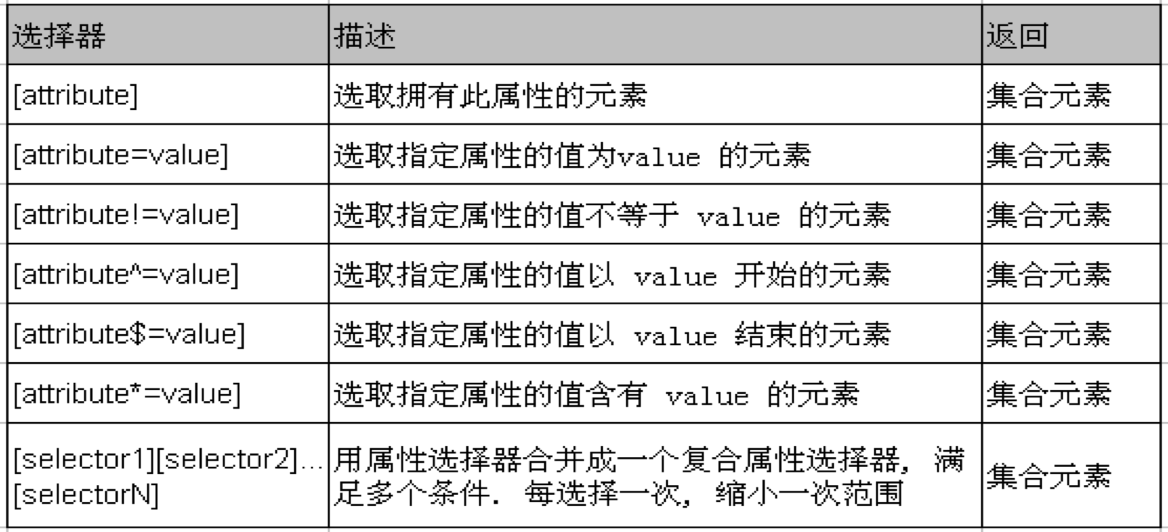 选择器 描述 返回
[attribute] 选取拥有此属性的元素 集合元素
[attribute=value] 选取指定属性的值为value 的元素 集合元素
[attribute!=value] 选取指定属性的值不等于 value 的元素 集合元素
[attribute^=value] 选取指定属性的值以 value 开始的元素 集合元素
[attribute$=value] 选取指定属性的值以 value 结束的元素 集合元素
[attribute*=value] 选取指定属性的值含有 value 的元素 集合元素
[selector1][selector2]... 用属性选择器合并成一个复合属性选择器, 满 集合元素
[selectorN] 足多个条件. 每选择一次, 缩小一次范围